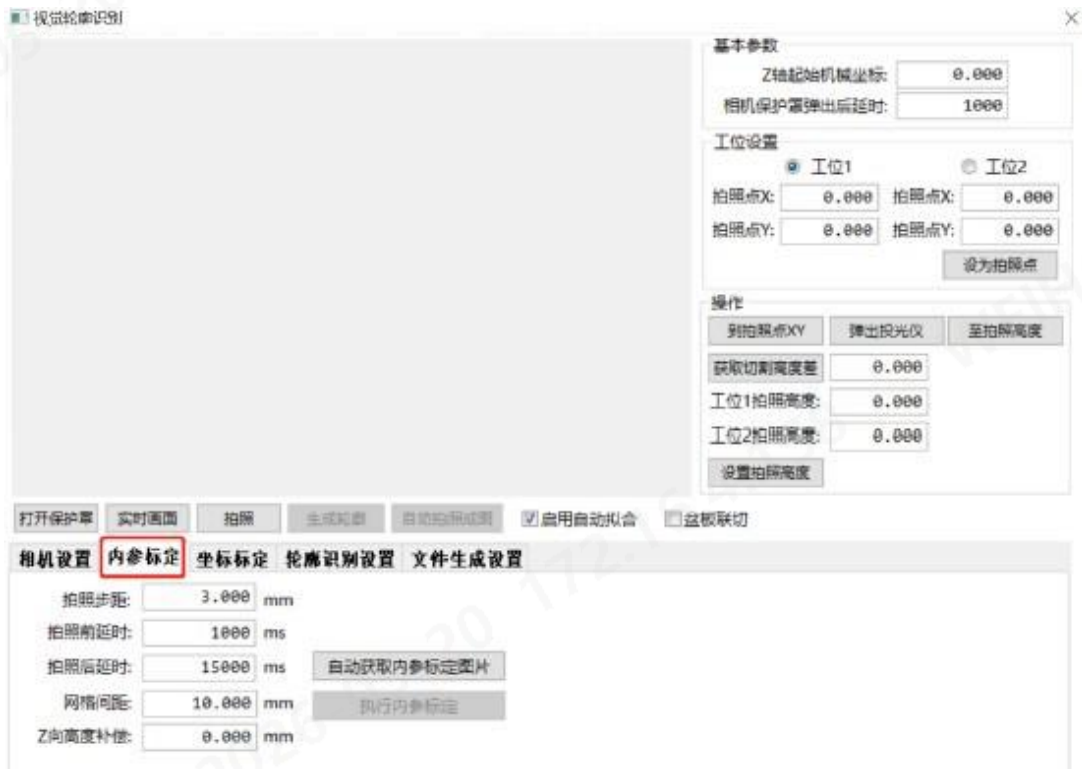 视觉轮廓识别
基本参数
Z轴起始机械坐标: 0.000
相机保护罩弹出后延时: 1000
工位设置
工位1 工位2
拍照点X: 0.000 拍照点X: 0.000
拍照点Y: 0.000 拍照点Y: 0.000
设为拍照点
操作
到拍照点XY 弹出投光仪 至拍照高度
获取切割高度差 0.000
工位1拍照高度: 0.000
工位2拍照高度: 0.000
设置拍照高度
打开保护罩 实时画面 拍照 生成轮廓 自动拍照成图 启用自动拟合 盆板联切
相机设置 内参标定 坐标标定 轮廓识别设置 文件生成设置
拍照步距: 3.000 mm
拍照前延时: 1000 ms
拍照后延时: 15000 ms 自动获取内参标定图片
网格间距: 10.000 mm 执行内参标定
Z向高度补偿: 0.000 mm